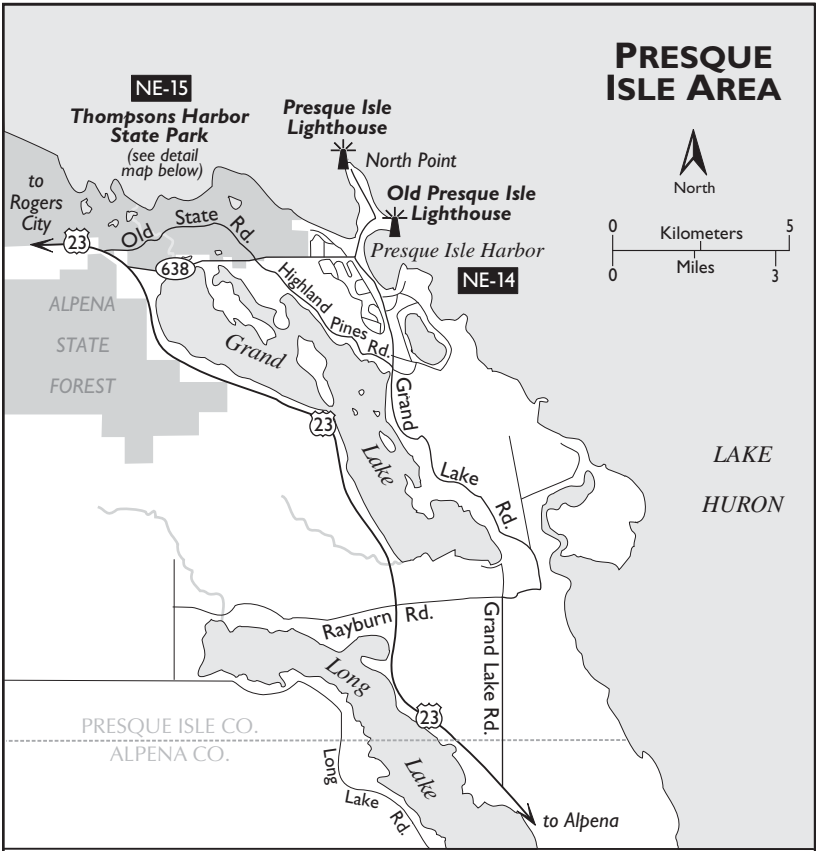 PRESQUE
ISLE AREA
NE-15
Thompsons Harbor
State Park
(see detail
map below)
Presque Isle
Lighthouse
North Point
Old Presque Isle
Lighthouse
Presque Isle Harbor
NE-14
North
0 Kilometers 5
0 Miles 3
to
Rogers
City
23
Old State Rd.
638
Highland Pines Rd.
ALPENA
STATE
FOREST
Grand
Lake
23
Grand Lake Rd.
LAKE
HURON
Rayburn Rd.
Grand Lake Rd.
Long
Lake
23
PRESQUE ISLE CO.
ALPENA CO.
Long Lake Rd.
to Alpena